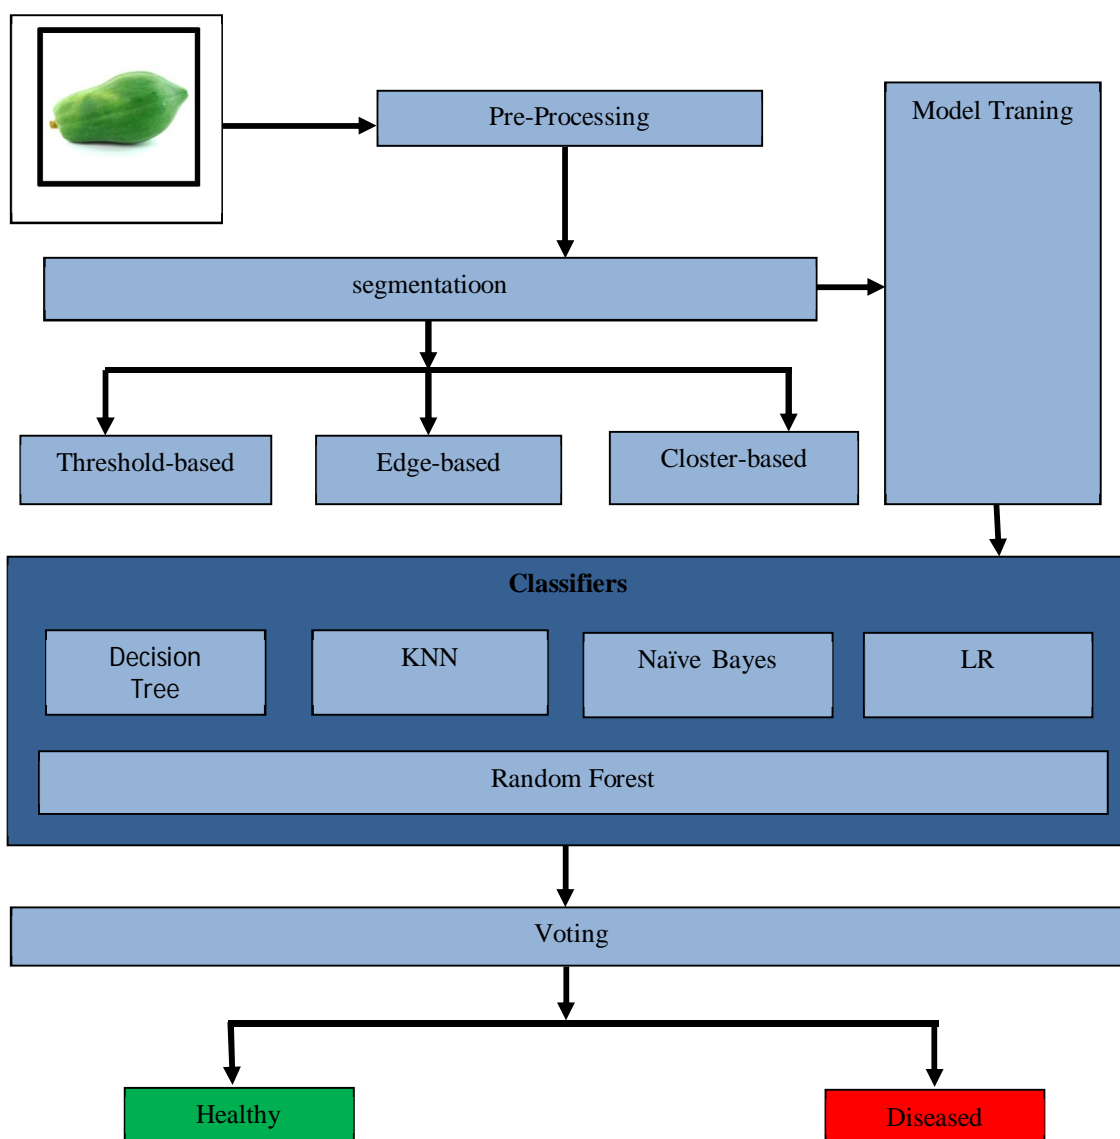 Pre-Processing
Model Traning
segmentatioon
Threshold-based
Edge-based
Closter-based
Classifiers
Decision
Tree
KNN
Naïve Bayes
LR
Random Forest
Voting
Healthy
Diseased